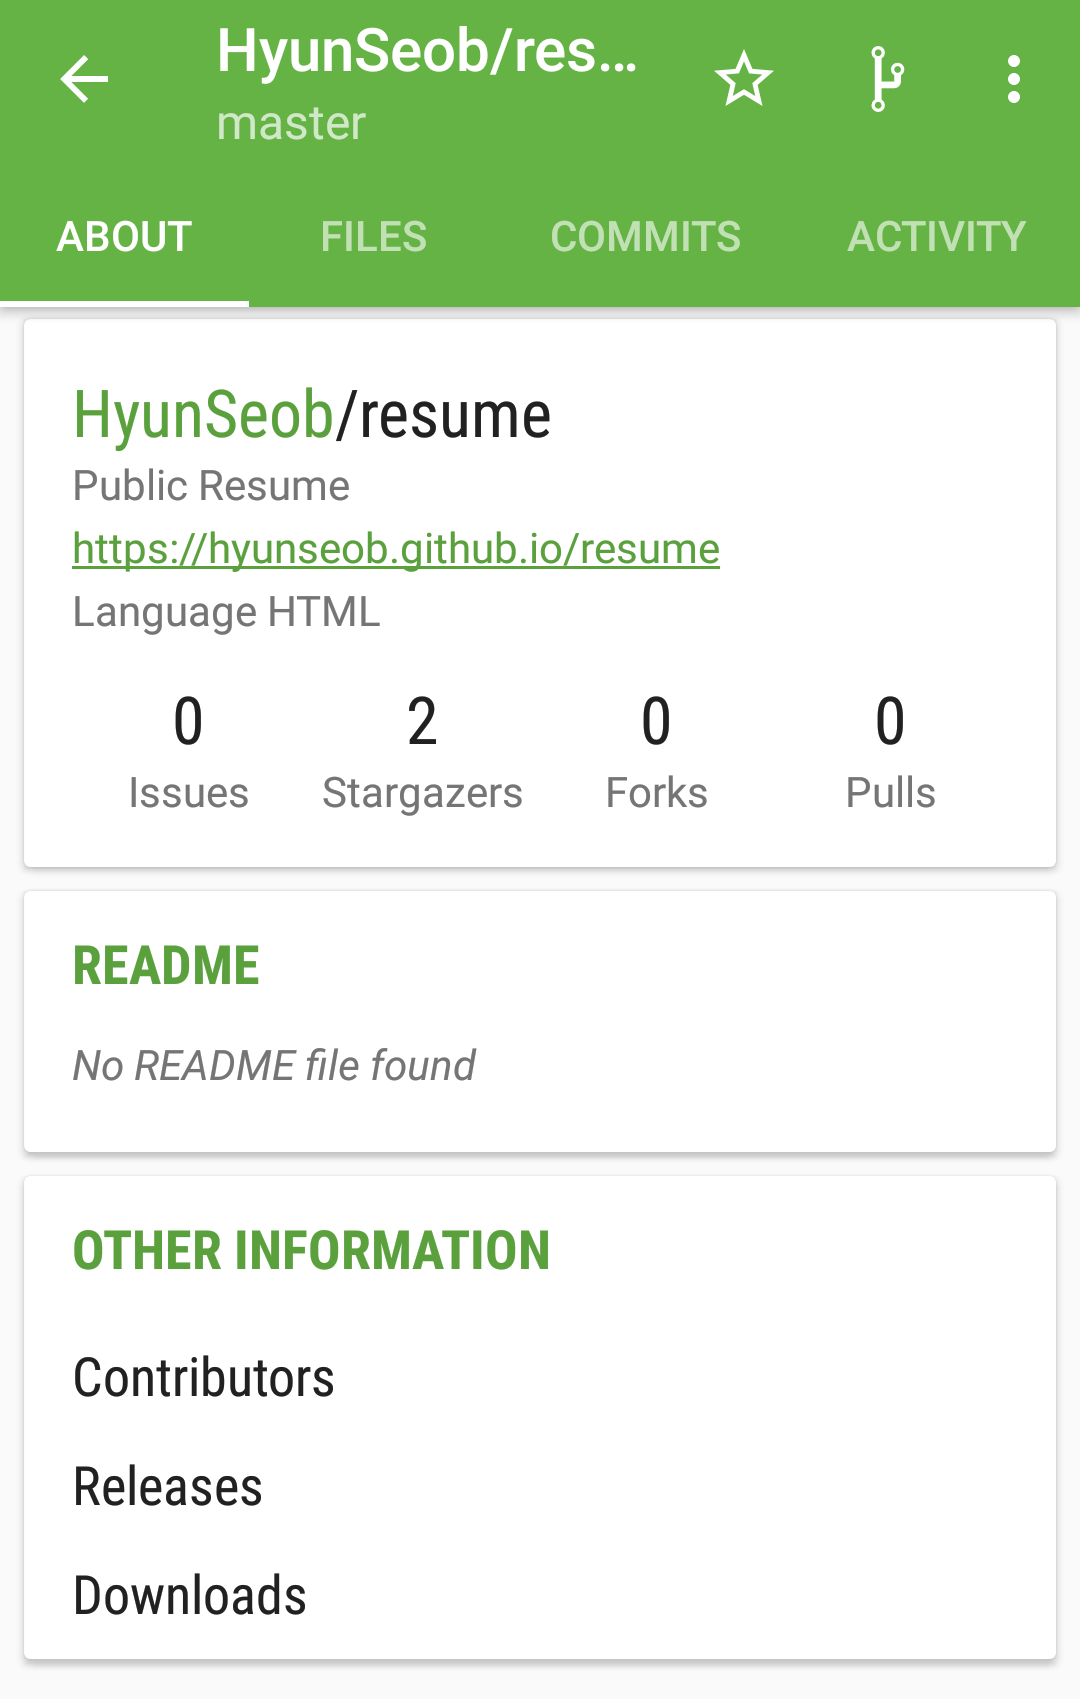 HyunSeob/res...
master
ABOUT FILES COMMITS ACTIVITY
HyunSeob/resume
Public Resume
https://hyunseob.github.io/resume
Language HTML
0 2 0 0
Issues Stargazers Forks Pulls
README
No README file found
OTHER INFORMATION
Contributors
Releases
Downloads